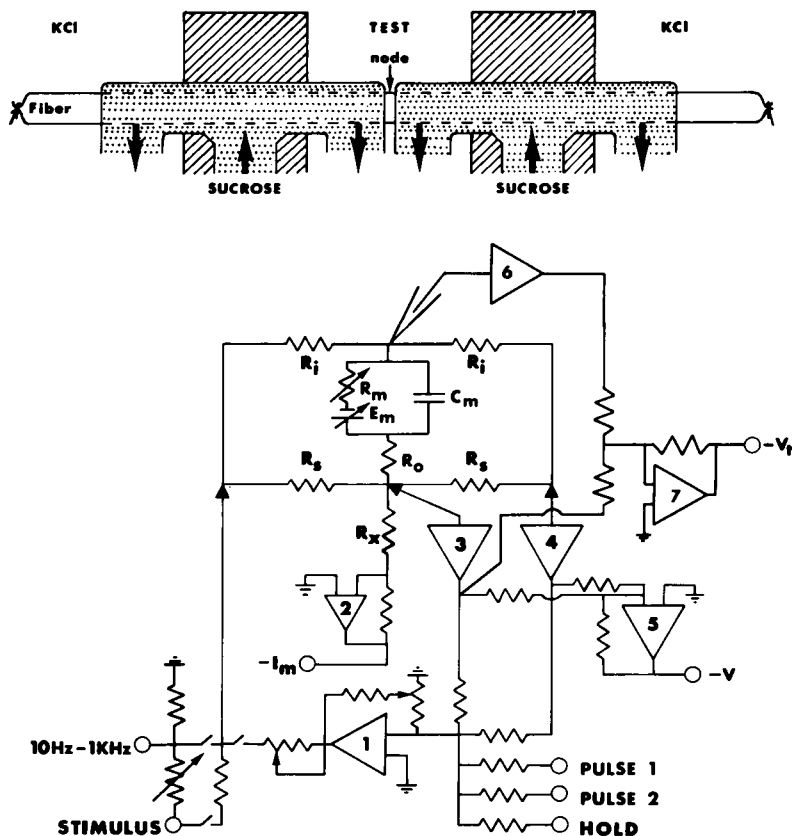 KCl TEST KCl
node
Fiber
SUCROSE SUCROSE
6
Ri Ri
Rm
Em Cm
Rs Ro Rs
-Vt
7
Rx 3 4
2 5
-Im -V
10Hz-1KHz 1
PULSE 1
PULSE 2
STIMULUS HOLD